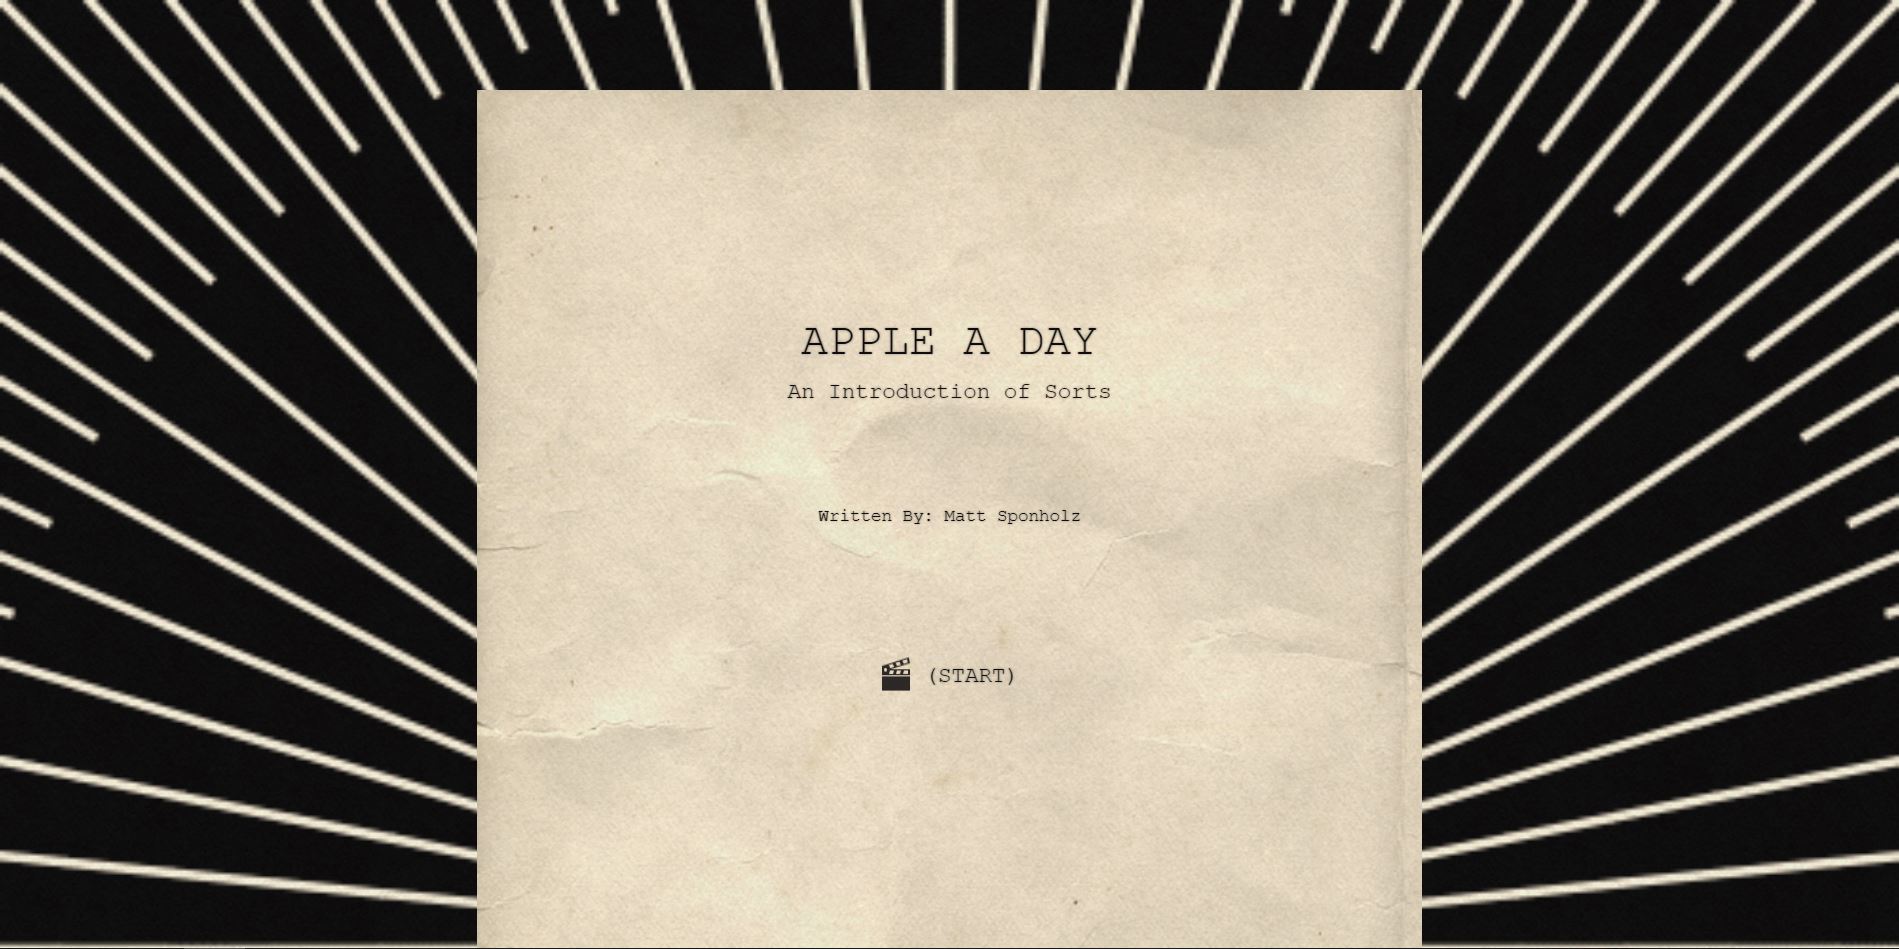 APPLE A DAY
An Introduction of Sorts
Written By: Matt Sponholz
(START)